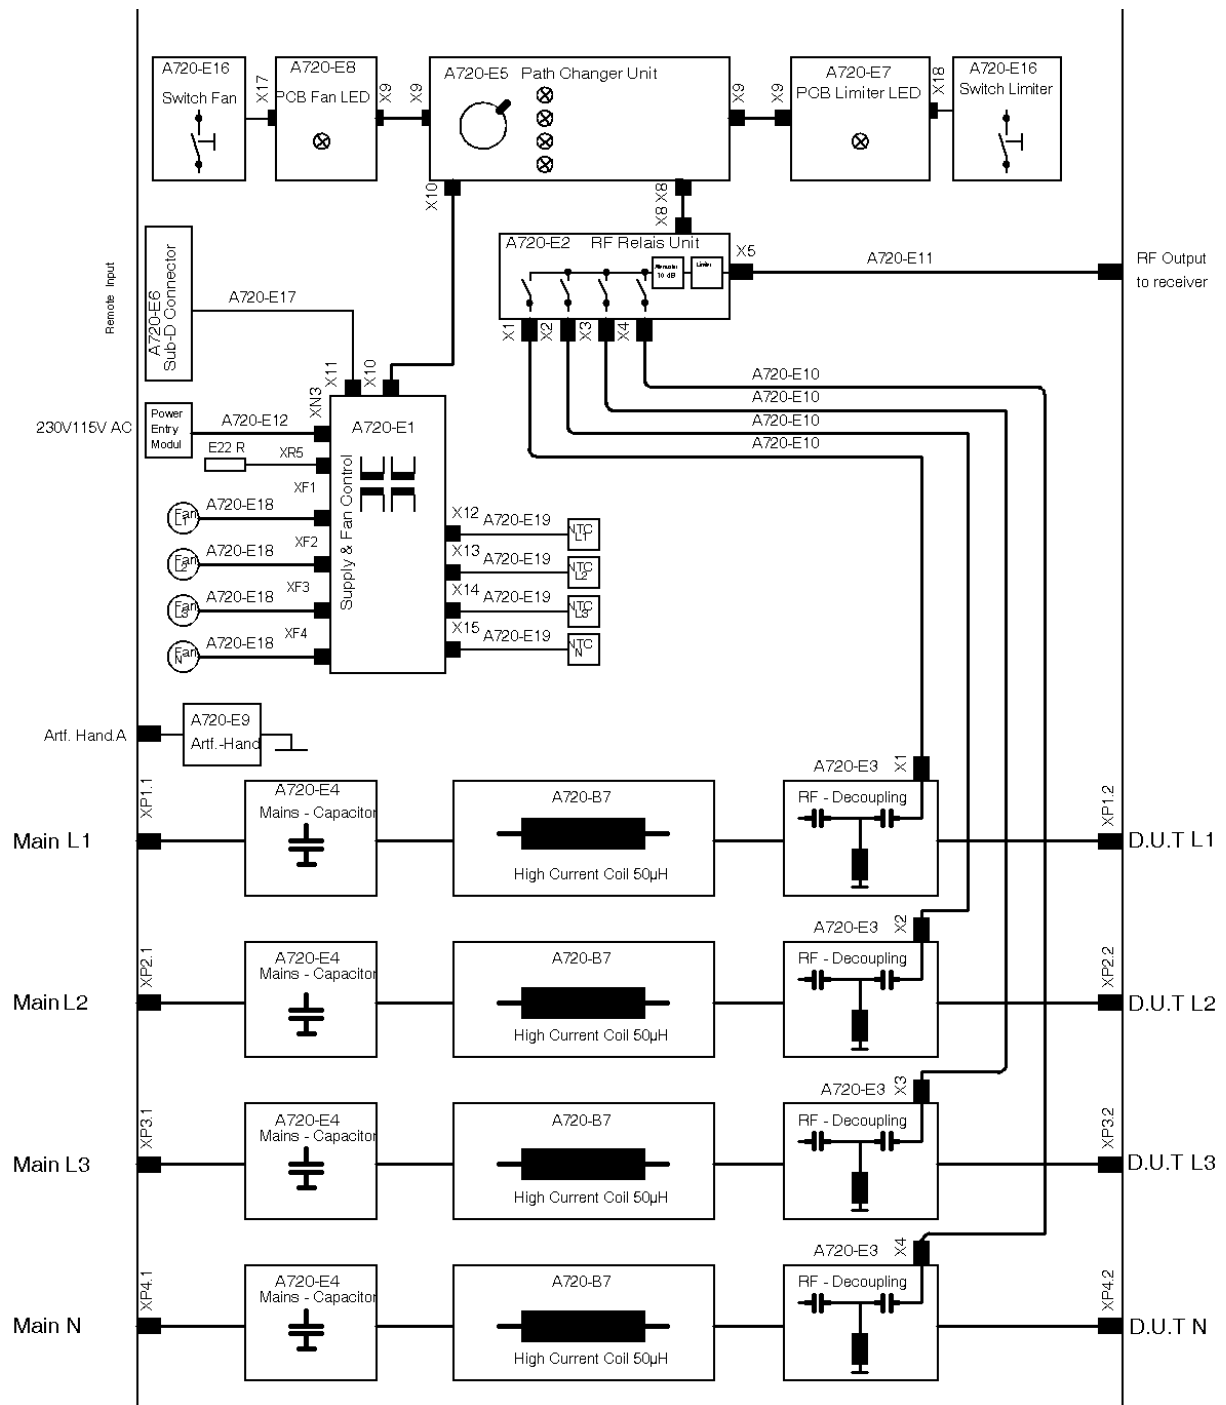 A720-E16
Switch Fan
X17
A720-E8
PCB Fan LED
X9
X9
A720-E5 Path Changer Unit
X9
X9
A720-E7
PCB Limiter LED
X18
A720-E16
Switch Limiter
X10
X8
X8
A720-E2 RF Relais Unit
10 dB
Limiter
X5
A720-E11
RF Output
to receiver
X1
X2
X3
X4
Remote Input
A720-E6
Sub-D Connector
A720-E17
X11
X10
A720-E10
A720-E10
A720-E10
A720-E10
230V115V AC
Power
Entry
Modul
A720-E12
XN3
A720-E1
Supply & Fan Control
E22 R
XR5
XF1
Fan
L1
A720-E18
XF2
Fan
L2
A720-E18
XF3
Fan
L3
A720-E18
XF4
Fan
N
A720-E18
X12
A720-E19
NTC
L1
X13
A720-E19
NTC
L2
X14
A720-E19
NTC
L3
X15
A720-E19
NTC
N
Artf. Hand.A
A720-E9
Artf.-Hand
Main L1
XP1.1
A720-E4
Mains - Capacitor
A720-B7
High Current Coil 50µH
A720-E3
X1
RF - Decoupling
XP1.2
D.U.T L1
Main L2
XP2.1
A720-E4
Mains - Capacitor
A720-B7
High Current Coil 50µH
A720-E3
X2
RF - Decoupling
XP2.2
D.U.T L2
Main L3
XP3.1
A720-E4
Mains - Capacitor
A720-B7
High Current Coil 50µH
A720-E3
X3
RF - Decoupling
XP3.2
D.U.T L3
Main N
XP4.1
A720-E4
Mains - Capacitor
A720-B7
High Current Coil 50µH
A720-E3
X4
RF - Decoupling
XP4.2
D.U.T N